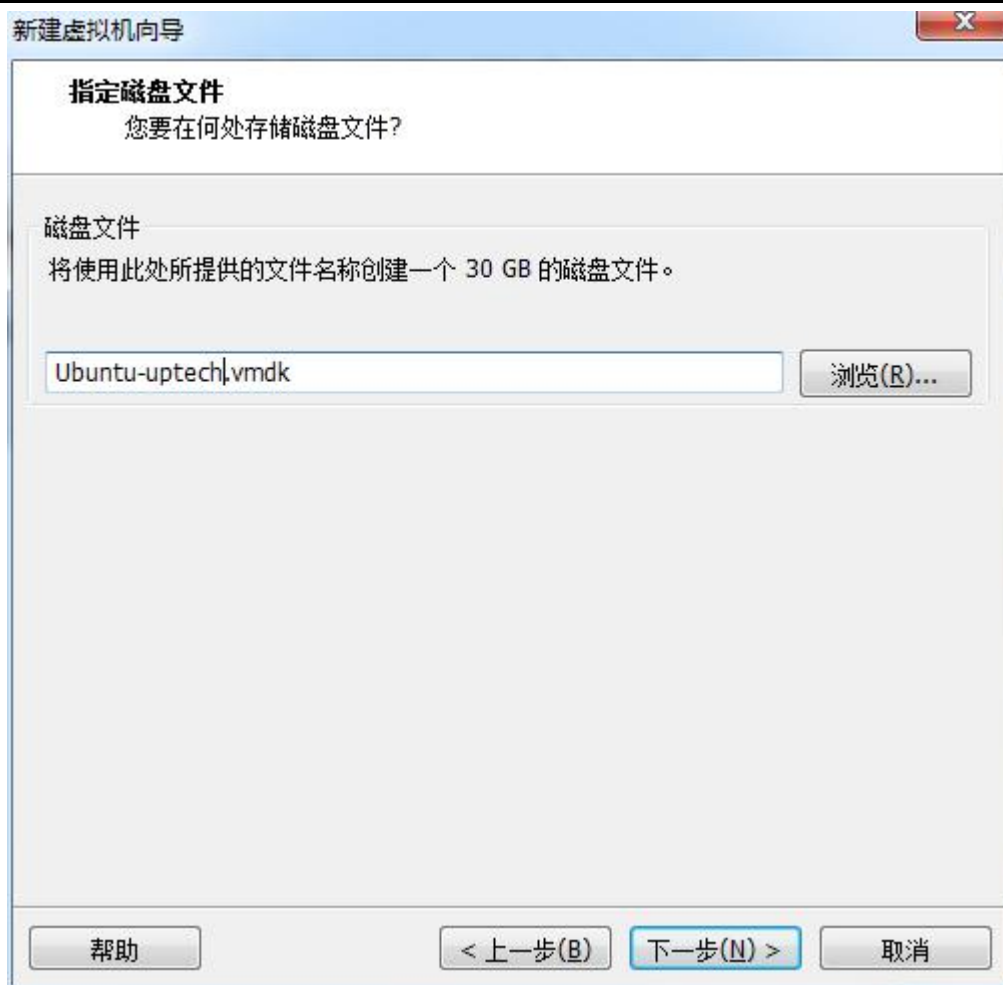 新建虚拟机向导
指定磁盘文件
您要在何处存储磁盘文件?
磁盘文件
将使用此处所提供的文件名称创建一个 30 GB 的磁盘文件。
Ubuntu-uptech.vmdk
浏览(R)...
帮助
< 上一步(B)
下一步(N) >
取消